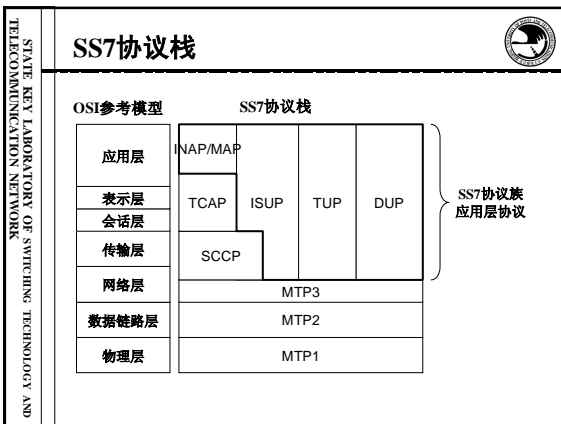 SS7协议栈
STATE KEY LABORATORY OF SWITCHING TECHNOLOGY AND
TELECOMMUNICATION NETWORK
OSI参考模型
SS7协议栈
应用层
表示层
会话层
传输层
网络层
数据链路层
物理层
INAP/MAP
TCAP
ISUP
TUP
DUP
SCCP
MTP3
MTP2
MTP1
SS7协议族
应用层协议